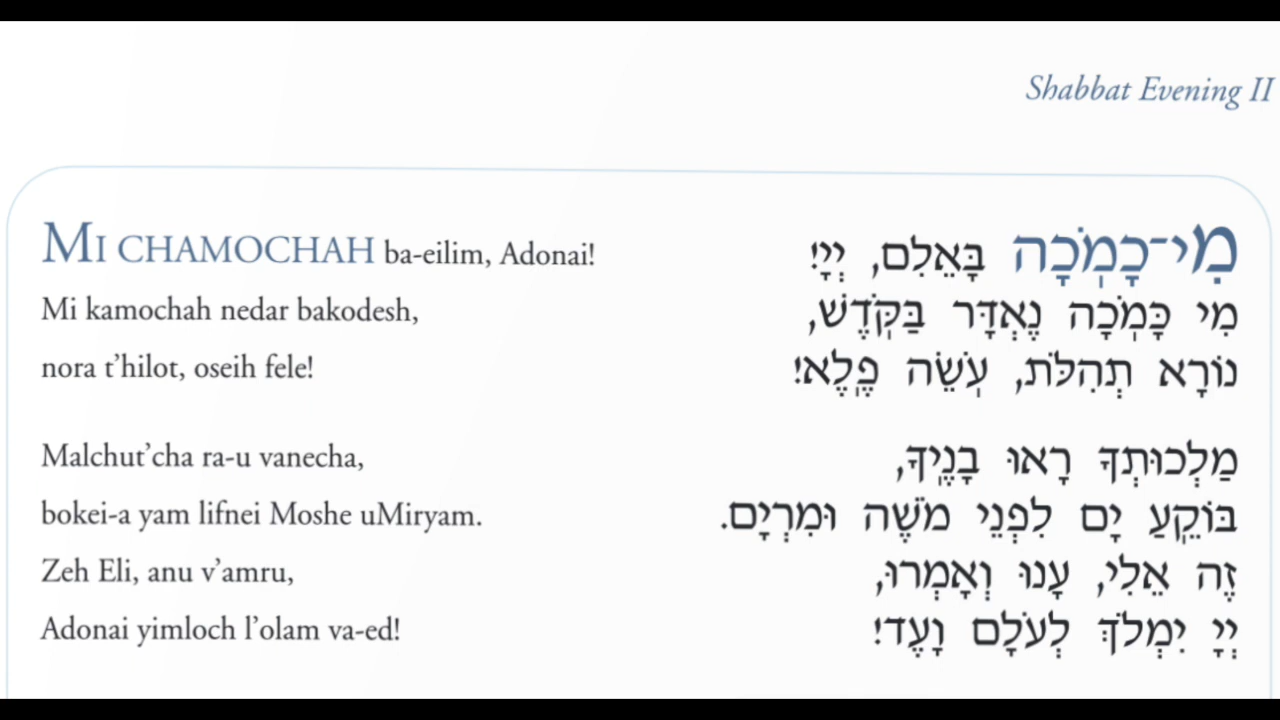 Shabbat Evening II
MI CHAMOCHAH ba-eilim, Adonai!
Mi kamochah nedar bakodesh,
nora t’hilot, oseih fele!
Malchut’cha ra-u vanecha,
bokei-a yam lifnei Moshe uMiryam.
Zeh Eli, anu v’amru,
Adonai yimloch l’olam va-ed!
מִי־כָמֹֽכָה בָּאֵלִם, יְיָ!
מִי כָּמֹֽכָה נֶאְדָּר בַּקֹּֽדֶשׁ,
נוֹרָא תְהִלֹּת, עֹֽשֵׂה פֶֽלֶא!
מַלְכוּתְךָ רָאוּ בָנֶֽיךָ,
בּוֹקֵֽעַ יָם לִפְנֵי מֹשֶׁה וּמִרְיָם.
זֶה אֵלִי, עָנוּ וְאָמְרוּ,
יְיָ יִמְלֹךְ לְעֹלָם וָעֶד!